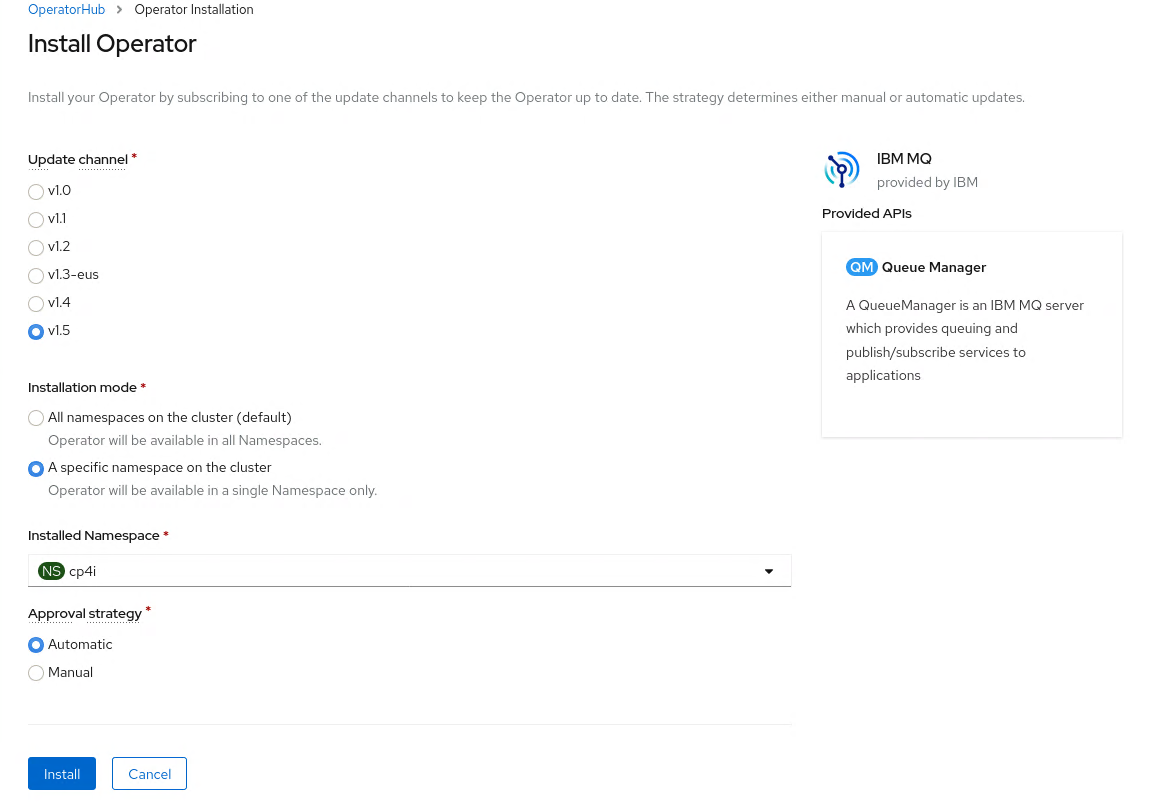 OperatorHub > Operator Installation
Install Operator
Install your Operator by subscribing to one of the update channels to keep the Operator up to date. The strategy determines either manual or automatic updates.
Update channel *
v1.0
v1.1
v1.2
v1.3-eus
v1.4
v1.5
Installation mode *
All namespaces on the cluster (default)
Operator will be available in all Namespaces.
A specific namespace on the cluster
Operator will be available in a single Namespace only.
Installed Namespace *
NS cp4i
Approval strategy *
Automatic
Manual
Install Cancel
IBM MQ
provided by IBM
Provided APIs
QM Queue Manager
A QueueManager is an IBM MQ server
which provides queuing and
publish/subscribe services to
applications